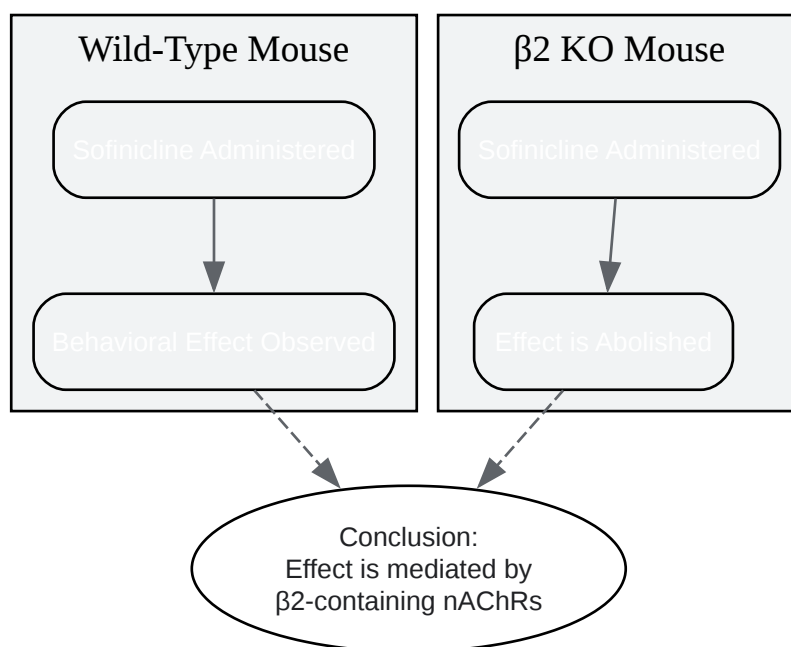 Wild-Type Mouse
Sofinicline Administered
Behavioral Effect Observed
β2 KO Mouse
Sofinicline Administered
Effect is Abolished
Conclusion:
Effect is mediated by
β2-containing nAChRs